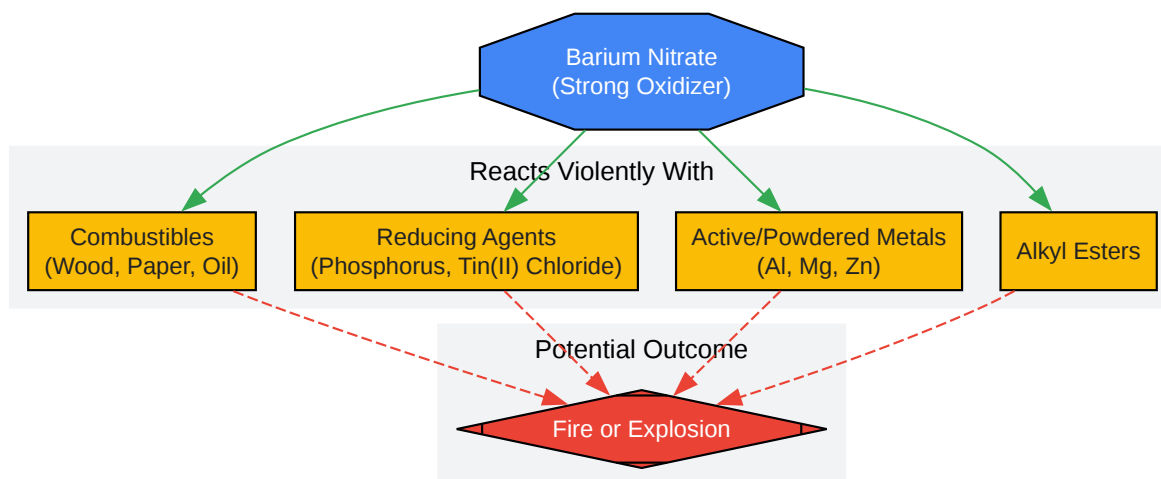 Barium Nitrate
(Strong Oxidizer)
Reacts Violently With
Combustibles
(Wood, Paper, Oil)
Reducing Agents
(Phosphorus, Tin(II) Chloride)
Active/Powdered Metals
(Al, Mg, Zn)
Alkyl Esters
Potential Outcome
Fire or Explosion